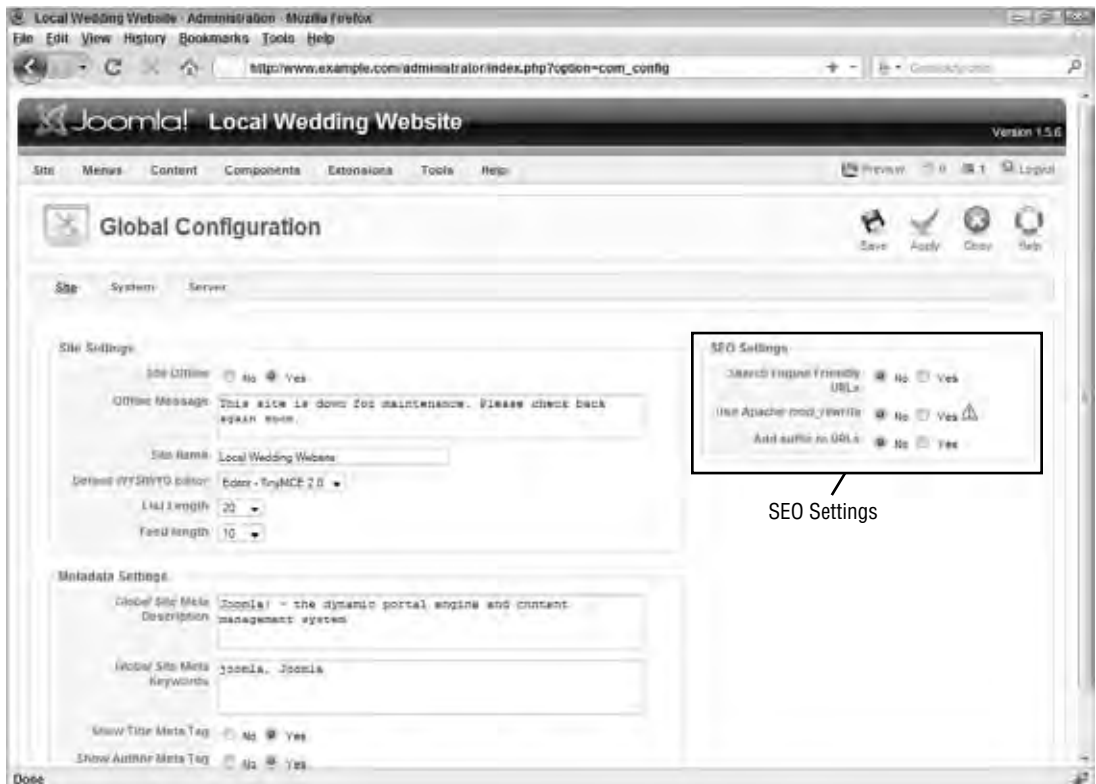 Local Wedding Website - Administration - Mozilla Firefox
File Edit View History Bookmarks Tools Help
http://www.example.com/administrator/index.php?option=com_config
Joomla! Local Wedding Website
Version 1.5.6
Site Menus Content Components Extensions Tools Help
Preview 0 1 Logout
Global Configuration
Save Apply Close Help
Site System Server
Site Settings
Site Offline No Yes
Offline Message This site is down for maintenance. Please check back
again soon.
Site Name Local Wedding Website
Default WYSIWYG Editor Editor - TinyMCE 2.0
List Length 20
Feed length 10
SEO Settings
Search Engine Friendly
URLs No Yes
Use Apache mod_rewrite No Yes
Add suffix to URLs No Yes
SEO Settings
Metadata Settings
Global Site Meta
Description Joomla! - the dynamic portal engine and content
management system
Global Site Meta
Keywords joomla, Joomla
Show Title Meta Tag No Yes
Show Author Meta Tag No Yes
Done